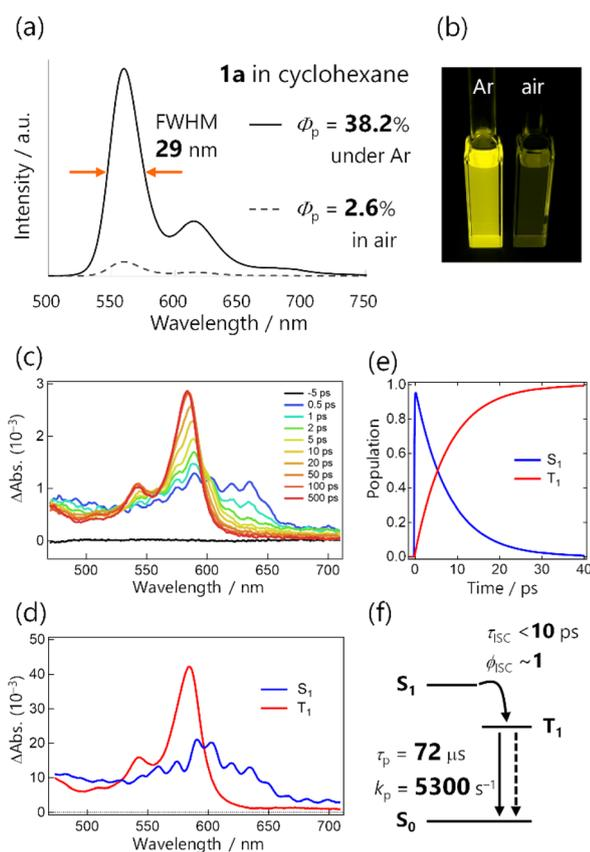 (a)
1a in cyclohexane
FWHM
29 nm
Φp = 38.2%
under Ar
Φp = 2.6%
in air
Intensity / a.u.
500 550 600 650 700 750
Wavelength / nm
(b)
Ar air
(c)
3
2
1
0
ΔAbs. (10⁻³)
-5 ps
0.5 ps
1 ps
2 ps
5 ps
10 ps
20 ps
50 ps
100 ps
500 ps
500 550 600 650 700
Wavelength / nm
(e)
1.0
0.8
0.6
0.4
0.2
0.0
Population
S₁
T₁
0 10 20 30 40
Time / ps
(d)
50
40
30
20
10
0
ΔAbs. (10⁻³)
S₁
T₁
500 550 600 650 700
Wavelength / nm
(f)
τISC <10 ps
ϕISC ~1
S₁
T₁
τp = 72 μs
kp = 5300 s⁻¹
S₀